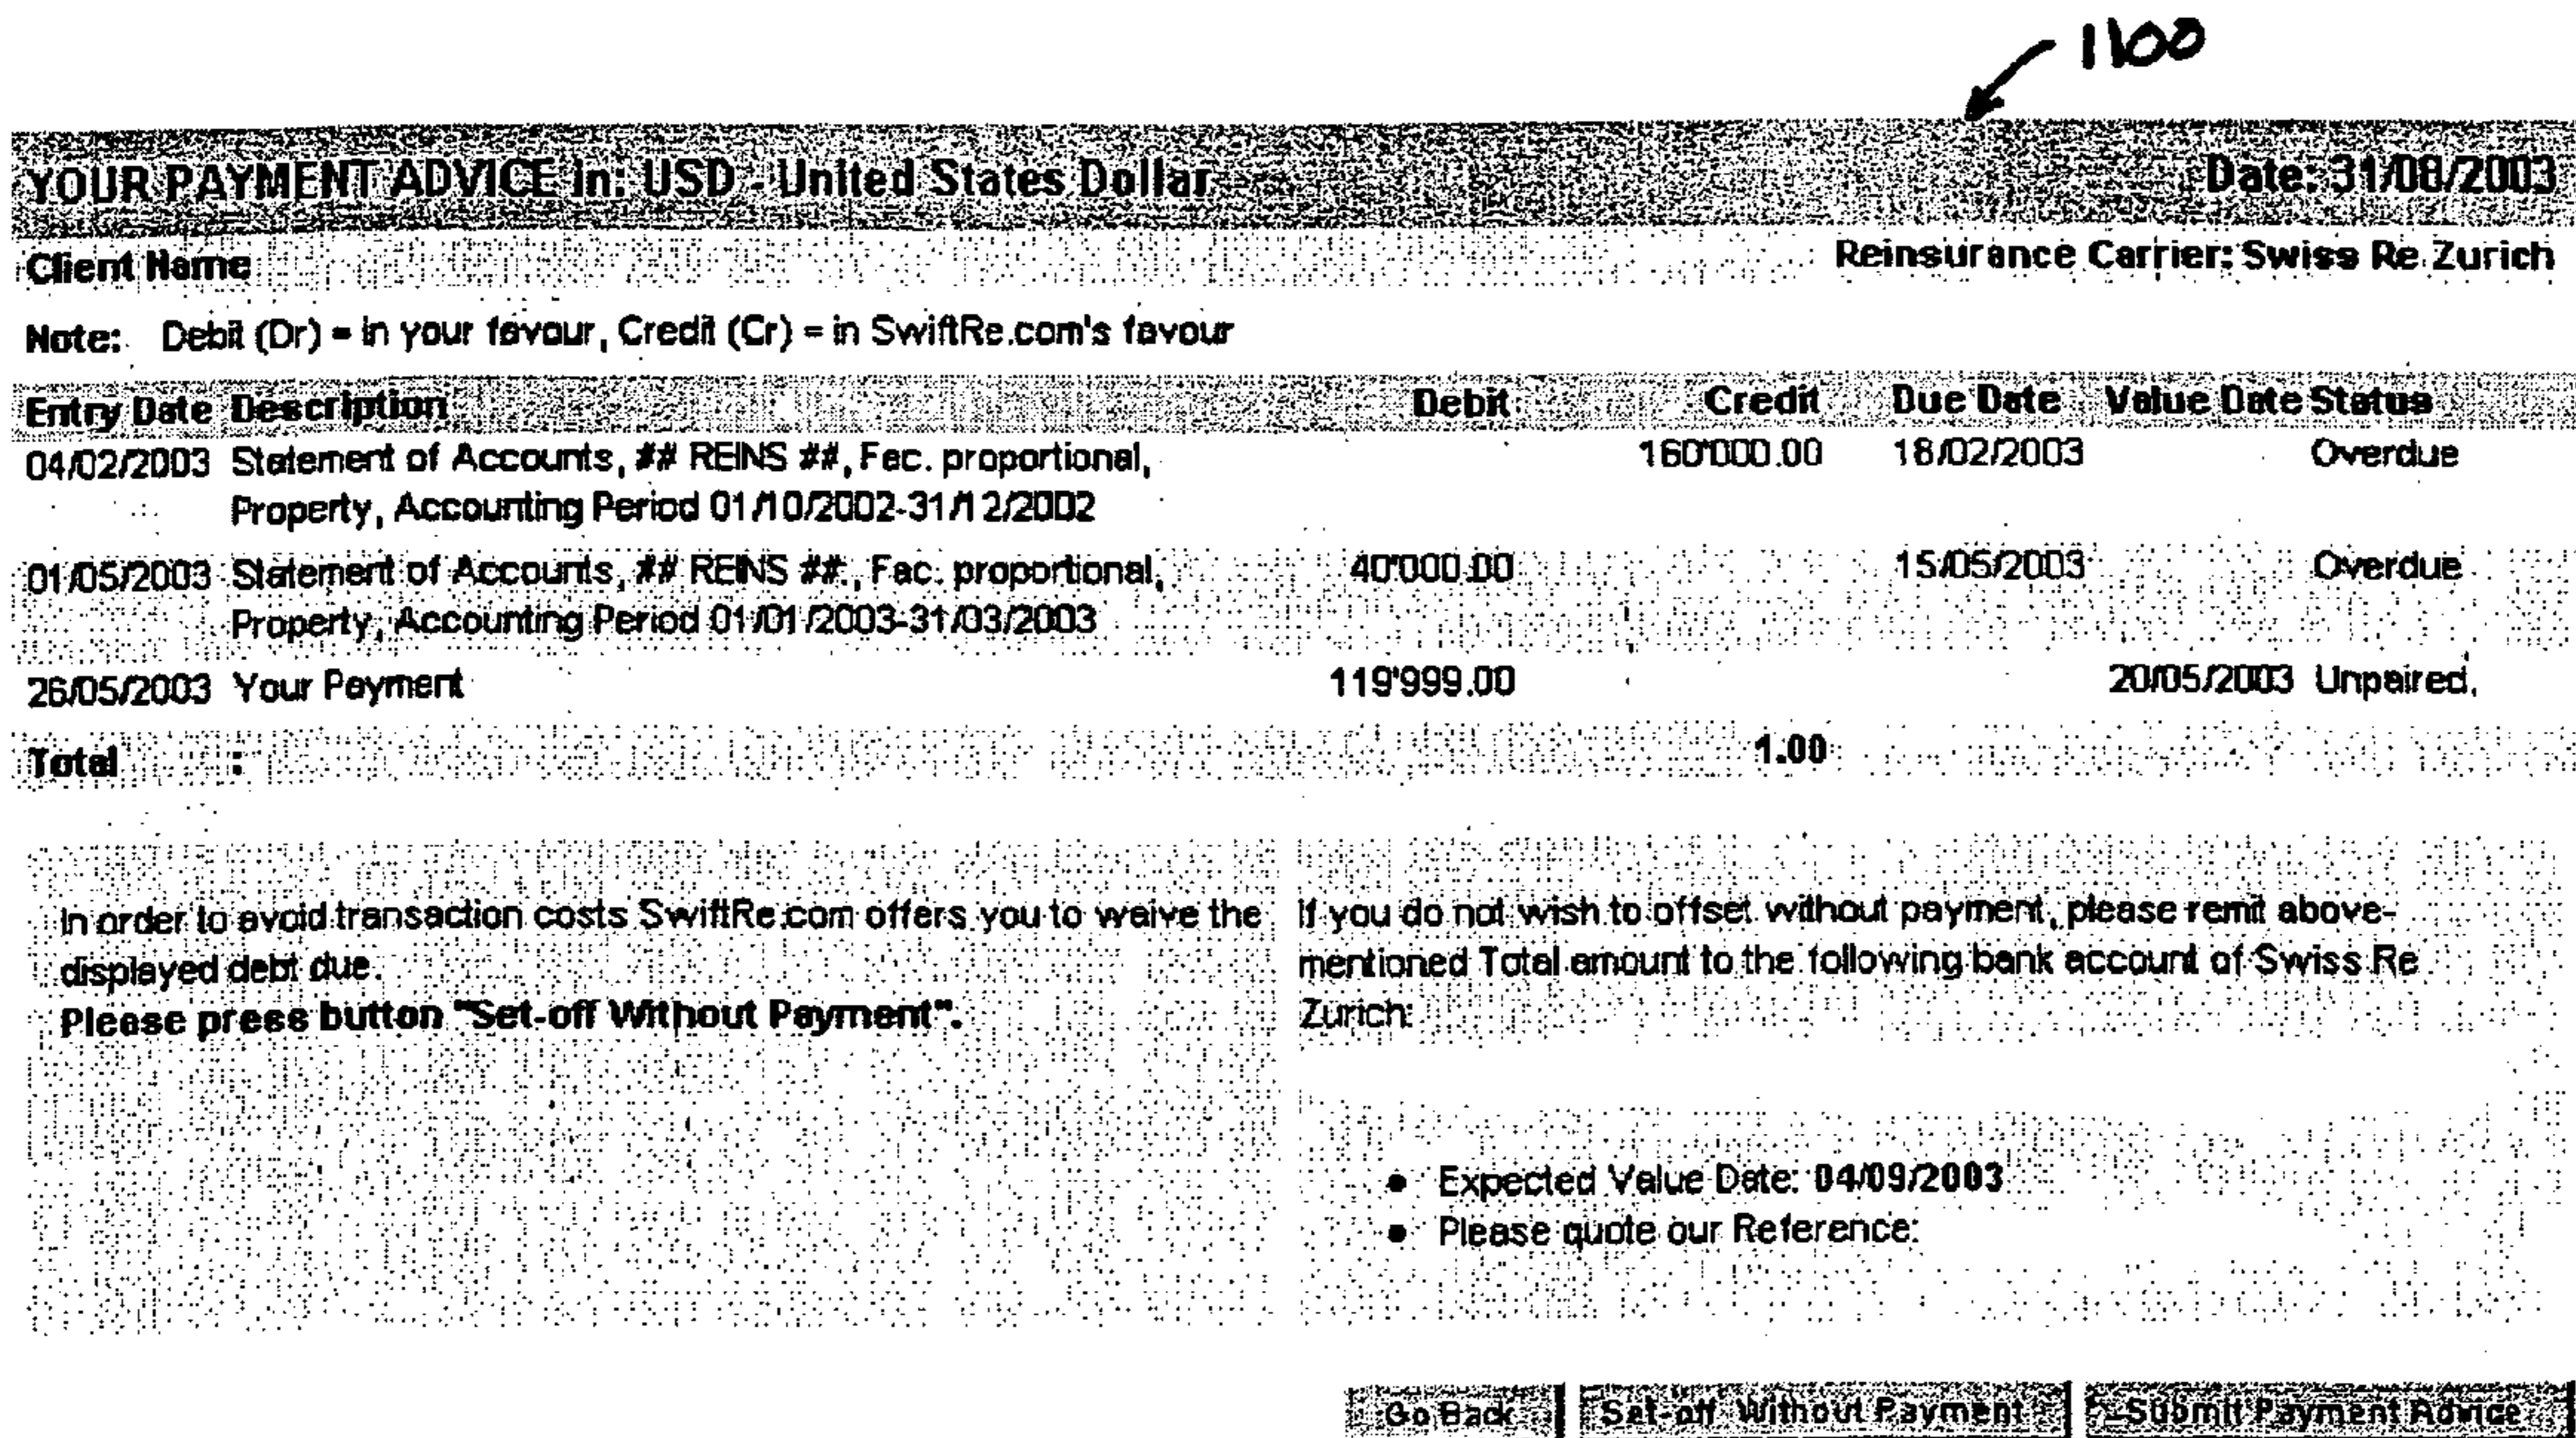 1100
YOUR PAYMENT ADVICE in: USD - United States Dollar Date: 31/08/2003
Client Name Reinsurance Carrier: Swiss Re Zurich
Note: Debit (Dr) = in your favour, Credit (Cr) = in SwiftRe.com's favour
Entry Date Description Debit Credit Due Date Value Date Status
04/02/2003 Statement of Accounts, ## REINS ##, Fac. proportional, 160'000.00 18/02/2003 Overdue
Property, Accounting Period 01/10/2002-31/12/2002
01/05/2003 Statement of Accounts, ## REINS ##., Fac. proportional, 40'000.00 15/05/2003 Overdue
Property, Accounting Period 01/01/2003-31/03/2003
26/05/2003 Your Payment 119'999.00 20/05/2003 Unpaired.
Total : 1.00
In order to avoid transaction costs SwiftRe.com offers you to waive the
displayed debt due.
Please press button "Set-off Without Payment".
If you do not wish to offset without payment, please remit above-
mentioned Total amount to the following bank account of Swiss Re
Zurich:
• Expected Value Date: 04/09/2003
• Please quote our Reference:
Go Back Set-off Without Payment Submit Payment Advice